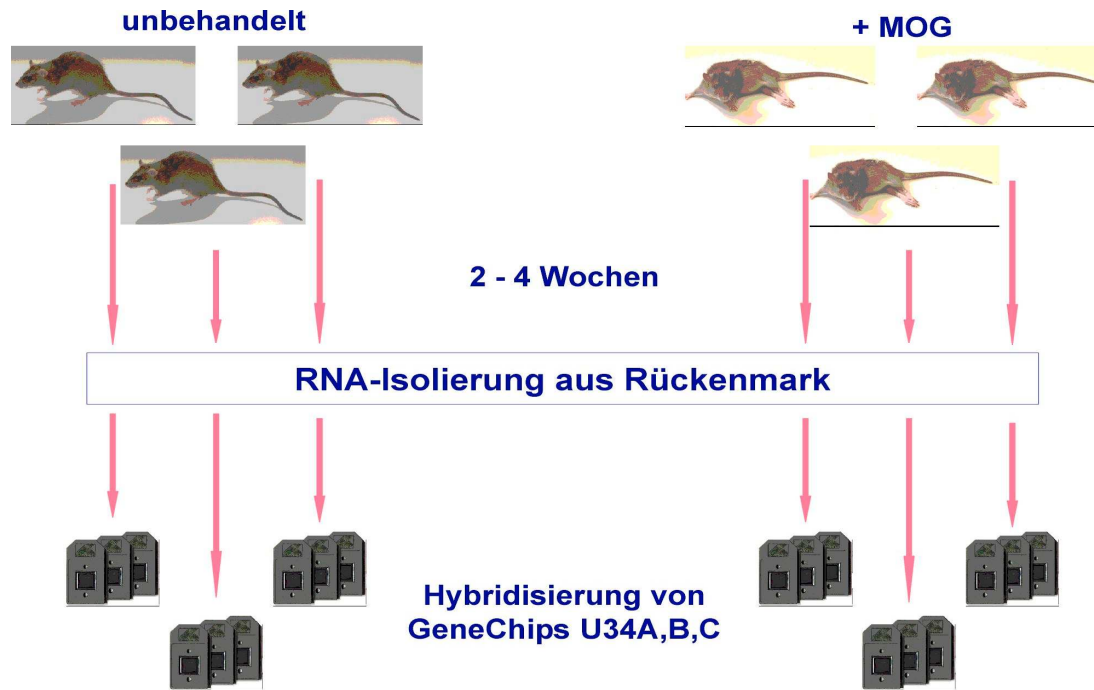 unbehandelt
+ MOG
2 - 4 Wochen
RNA-Isolierung aus Rückenmark
Hybridisierung von
GeneChips U34A,B,C